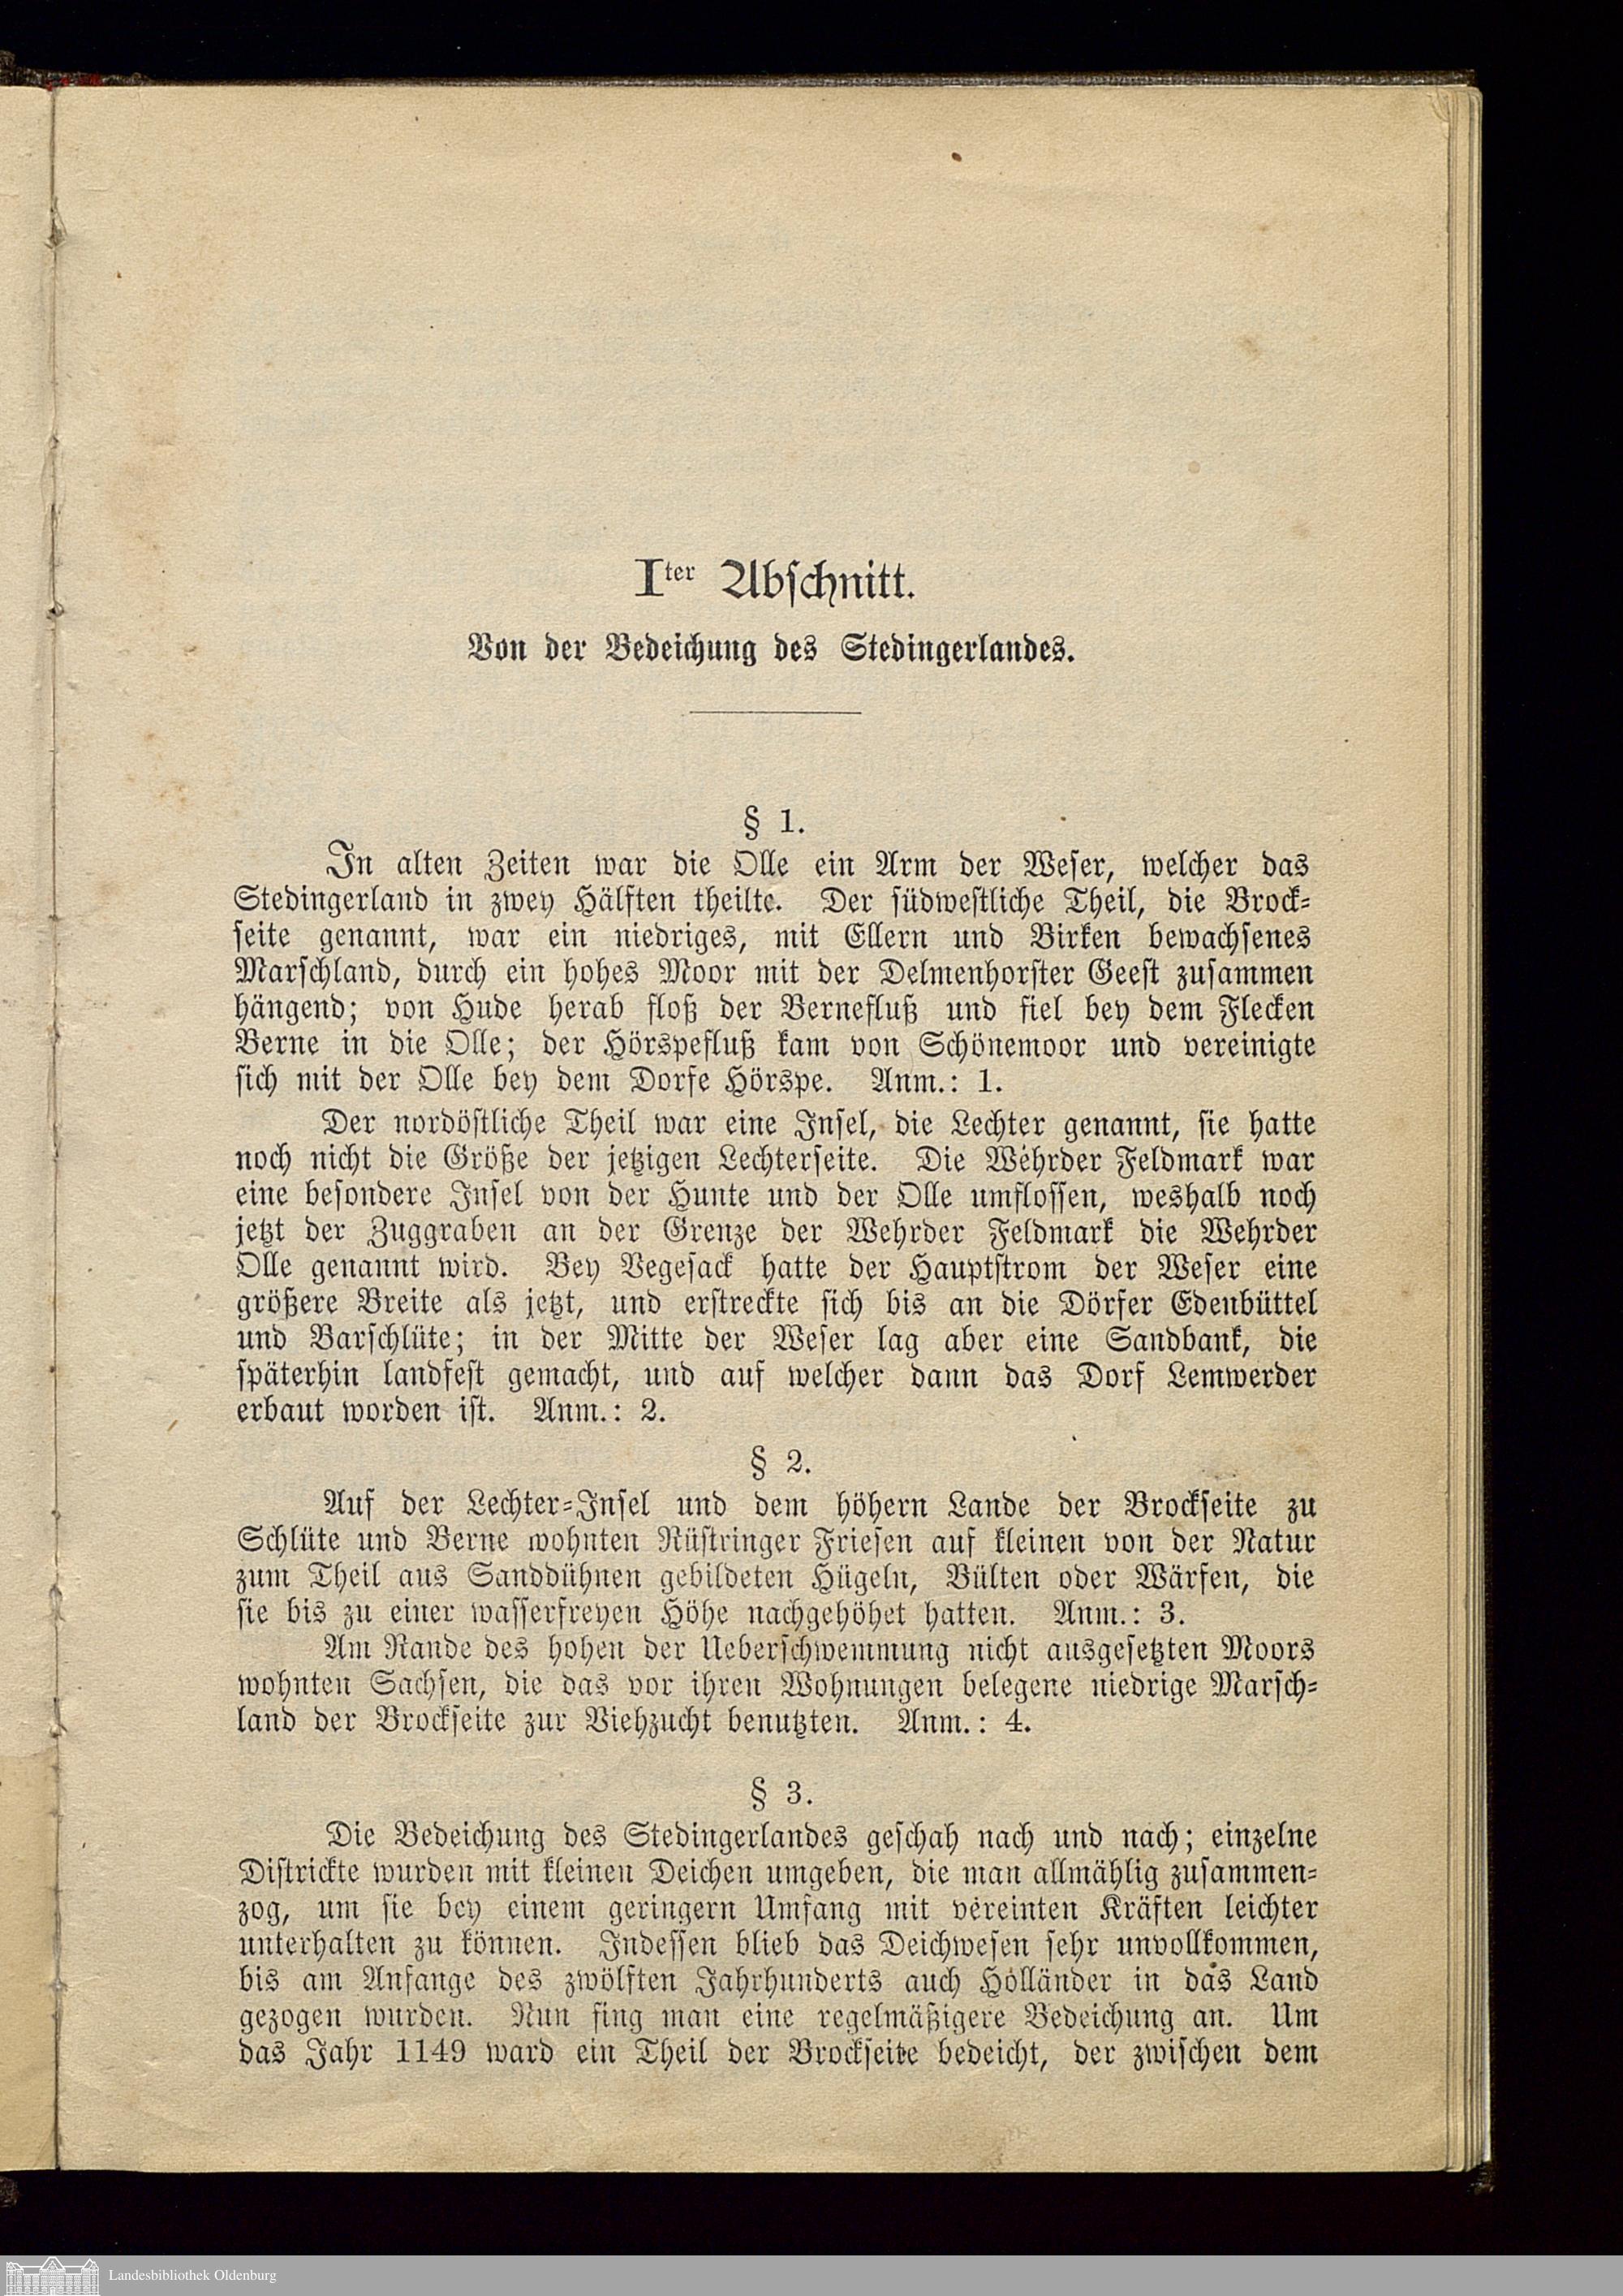 Iter Abschnitt.
Von der Bedeichung des Stedingerlandes.
§ 1.
In alten Zeiten war die Olle ein Arm der Weser, welcher das
Stedingerland in zwey Hälften theilte. Der südwestliche Theil, die Brock-
seite genannt, war ein niedriges, mit Ellern und Birken bewachsenes
Marschland, durch ein hohes Moor mit der Delmenhorster Geest zusammen
hängend; von Hude herab floß der Bernefluß und fiel bey dem Flecken
Berne in die Olle; der Hörspefluß kam von Schönemoor und vereinigte
sich mit der Olle bey dem Dorfe Hörspe. Anm.: 1.
Der nordöstliche Theil war eine Insel, die Lechter genannt, sie hatte
noch nicht die Größe der jetzigen Lechterseite. Die Wehrder Feldmark war
eine besondere Insel von der Hunte und der Olle umflossen, weshalb noch
jetzt der Zuggraben an der Grenze der Wehrder Feldmark die Wehrder
Olle genannt wird. Bey Vegesack hatte der Hauptstrom der Weser eine
größere Breite als jetzt, und erstreckte sich bis an die Dörfer Edenbüttel
und Barschlüte; in der Mitte der Weser lag aber eine Sandbank, die
späterhin landfest gemacht, und auf welcher dann das Dorf Lemwerder
erbaut worden ist. Anm.: 2.
§ 2.
Auf der Lechter-Insel und dem höhern Lande der Brockseite zu
Schlüte und Berne wohnten Rüstringer Friesen auf kleinen von der Natur
zum Theil aus Sanddühnen gebildeten Hügeln, Bülten oder Wärfen, die
sie bis zu einer wasserfreyen Höhe nachgehöhet hatten. Anm.: 3.
Am Rande des hohen der Ueberschwemmung nicht ausgesetzten Moors
wohnten Sachsen, die das vor ihren Wohnungen belegene niedrige Marsch-
land der Brockseite zur Viehzucht benutzten. Anm.: 4.
§ 3.
Die Bedeichung des Stedingerlandes geschah nach und nach; einzelne
Districkte wurden mit kleinen Deichen umgeben, die man allmählig zusammen-
zog, um sie bey einem geringern Umfang mit vereinten Kräften leichter
unterhalten zu können. Indessen blieb das Deichwesen sehr unvollkommen,
bis am Anfange des zwölften Jahrhunderts auch Holländer in das Land
gezogen wurden. Nun fing man eine regelmäßigere Bedeichung an. Um
das Jahr 1149 ward ein Theil der Brockseite bedeicht, der zwischen dem
Landesbibliothek Oldenburg